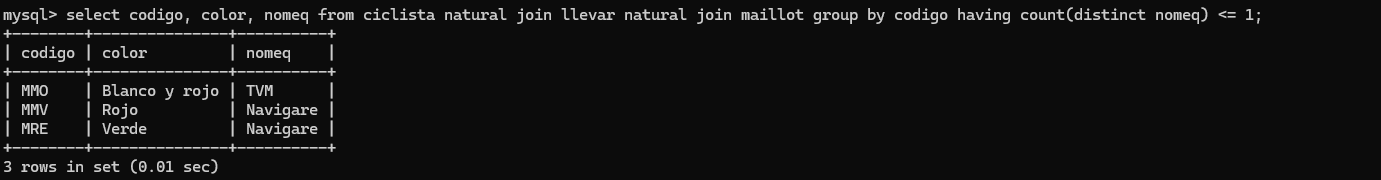 mysql> select codigo, color, nomeq from ciclista natural join llevar natural join maillot group by codigo having count(distinct nomeq) <= 1;
+--------+---------------+----------+
| codigo | color         | nomeq    |
+--------+---------------+----------+
| MMO    | Blanco y rojo | TVM      |
| MMV    | Rojo          | Navigare |
| MRE    | Verde         | Navigare |
+--------+---------------+----------+
3 rows in set (0.01 sec)